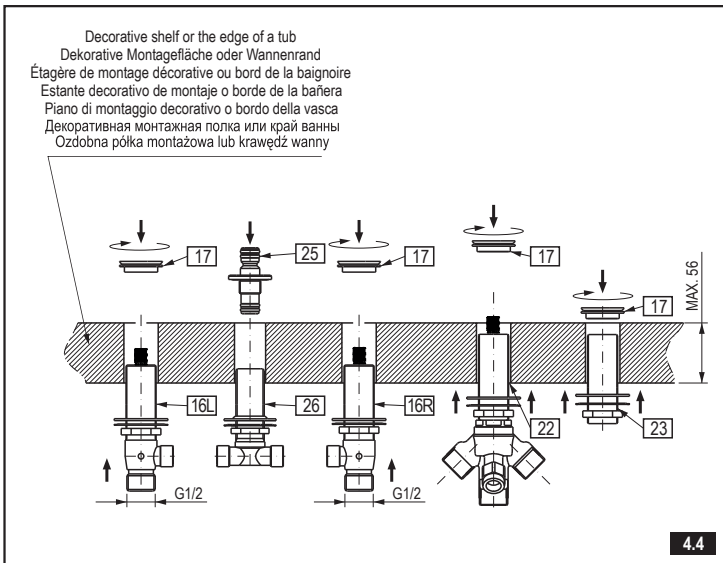 Decorative shelf or the edge of a tub
Dekorative Montagefläche oder Wannenrand
Étagère de montage décorative ou bord de la baignoire
Estante decorativo de montaje o borde de la bañera
Piano di montaggio decorativo o bordo della vasca
Декоративная монтажная полка или край ванны
Ozdobna półka montażowa lub krawędź wanny
17
25
17
17
17
MAX. 56
16L
26
16R
22
23
G1/2
G1/2
4.4